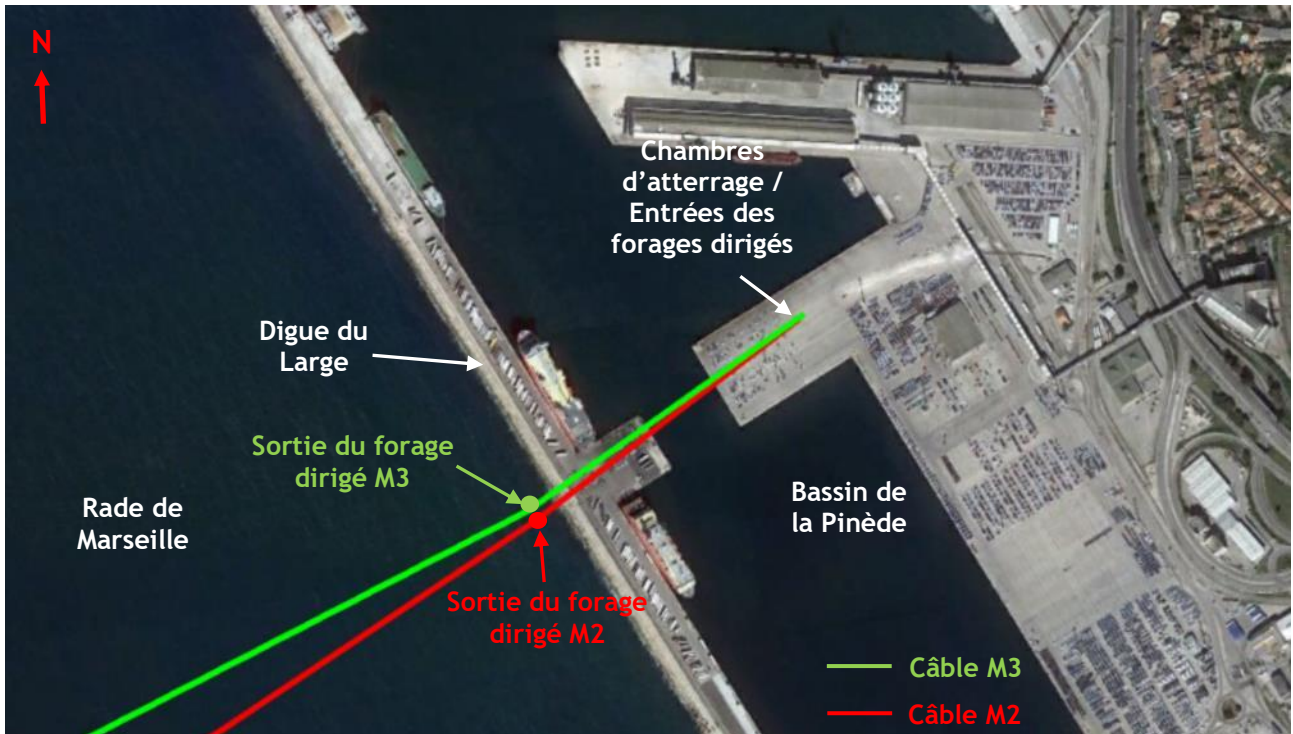 N
Chambres
d’atterrage /
Entrées des
forages dirigés
Digue du
Large
Sortie du forage
dirigé M3
Rade de
Marseille
Bassin de
la Pinède
Sortie du forage
dirigé M2
Câble M3
Câble M2